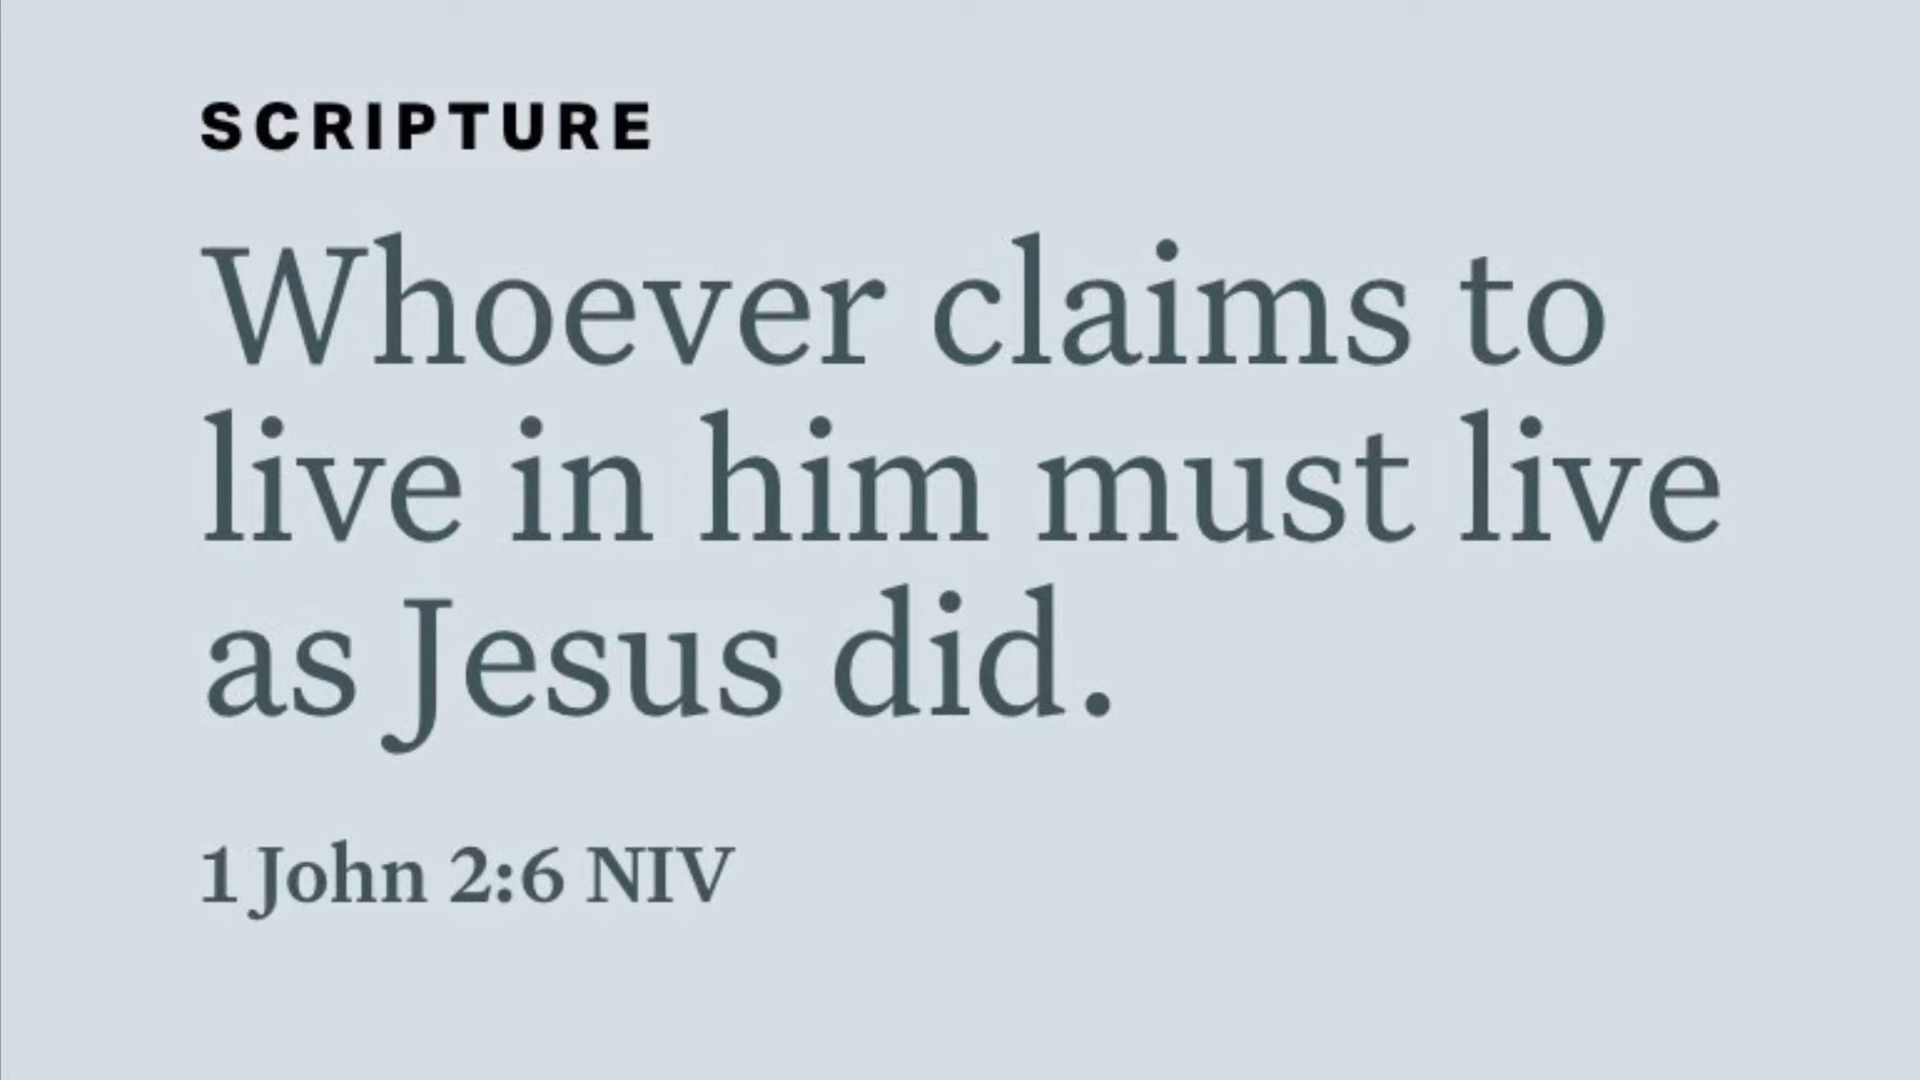 SCRIPTURE
Whoever claims to
live in him must live
as Jesus did.
1 John 2:6 NIV